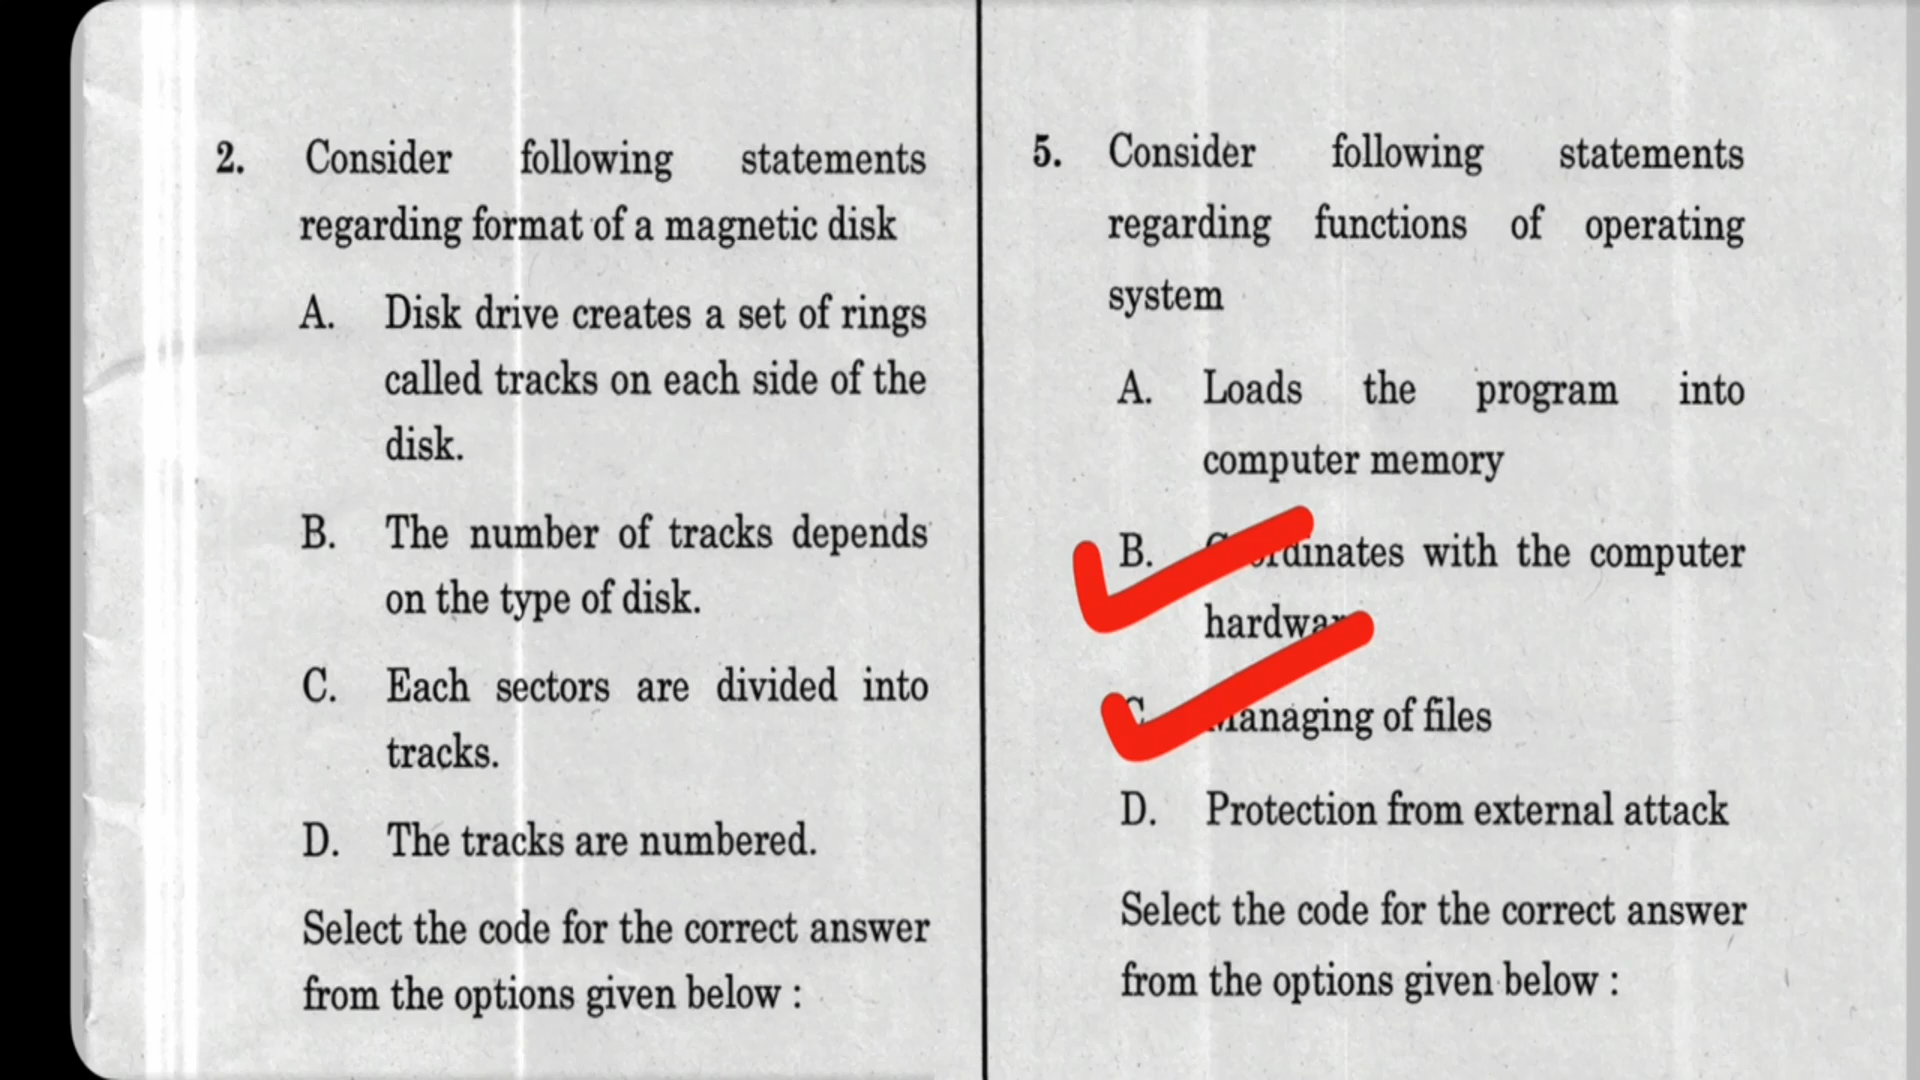 2. Consider following statements
regarding format of a magnetic disk
A. Disk drive creates a set of rings
called tracks on each side of the
disk.
B. The number of tracks depends
on the type of disk.
C. Each sectors are divided into
tracks.
D. The tracks are numbered.
Select the code for the correct answer
from the options given below :
5. Consider following statements
regarding functions of operating
system
A. Loads the program into
computer memory
B. Coordinates with the computer
hardware
C. Managing of files
D. Protection from external attack
Select the code for the correct answer
from the options given below :